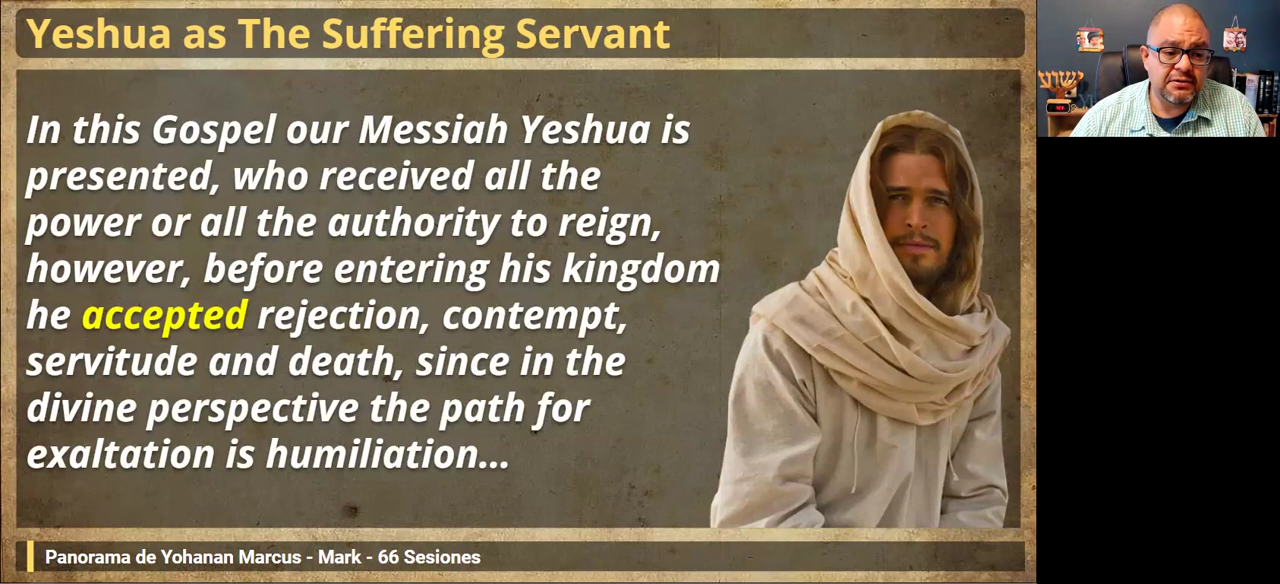 Yeshua as The Suffering Servant
In this Gospel our Messiah Yeshua is
presented, who received all the
power or all the authority to reign,
however, before entering his kingdom
he accepted rejection, contempt,
servitude and death, since in the
divine perspective the path for
exaltation is humiliation...
Panorama de Yohanan Marcus - Mark - 66 Sesiones
ישוע